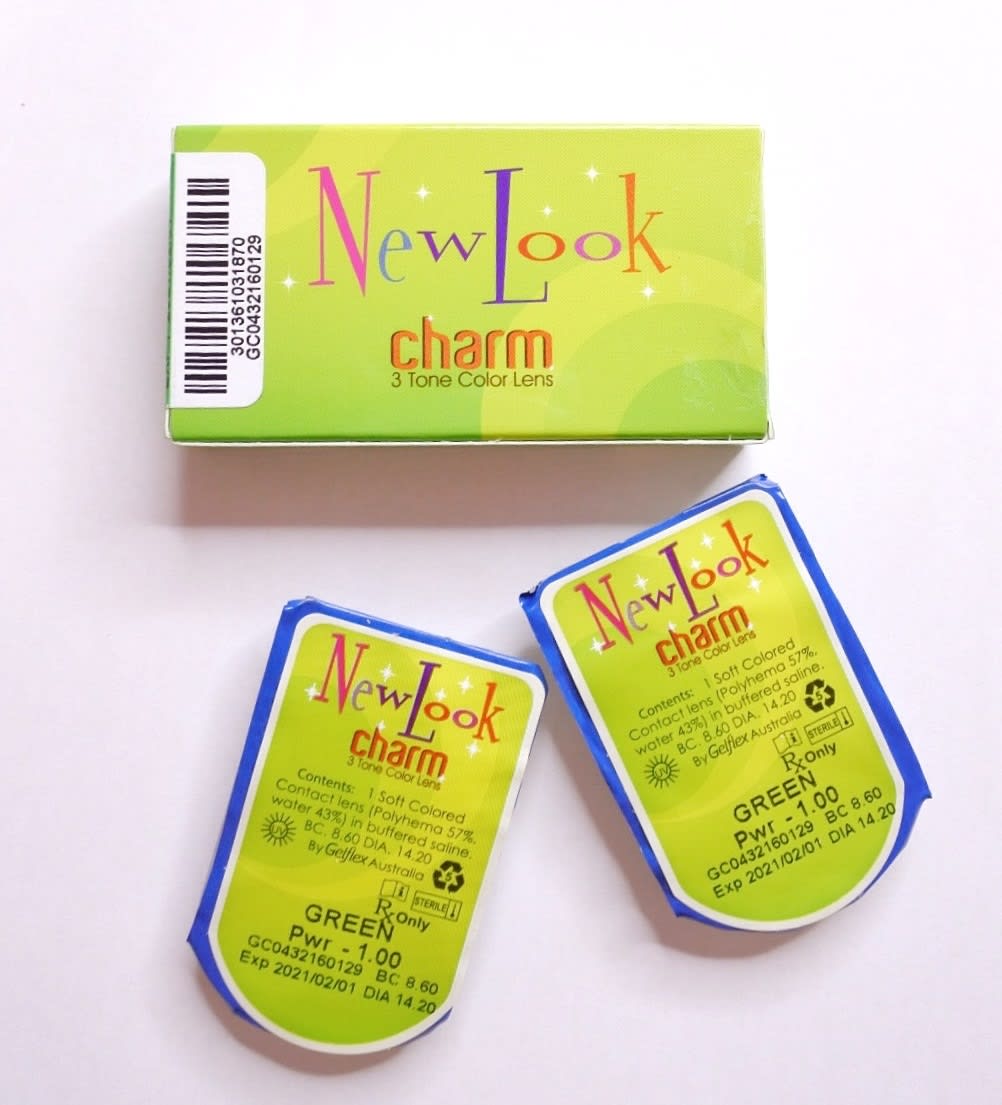 301361031870
GC0432160129
NewLook
charm
3 Tone Color Lens
NewLook
charm
3 Tone Color Lens
Contents: 1 Soft Colored
Contact lens (Polyhema 57%,
water 43%) in buffered saline.
BC. 8.60 DIA. 14.20
By Gelflex Australia
UV
5
i
STERILE
Rx Only
GREEN
Pwr - 1.00
GC0432160129 BC 8.60
Exp 2021/02/01 DIA 14.20
NewLook
charm
3 Tone Color Lens
Contents: 1 Soft Colored
Contact lens (Polyhema 57%,
water 43%) in buffered saline.
BC. 8.60 DIA. 14.20
By Gelflex Australia
UV
5
i
STERILE
Rx Only
GREEN
Pwr - 1.00
GC0432160129 BC 8.60
Exp 2021/02/01 DIA 14.20